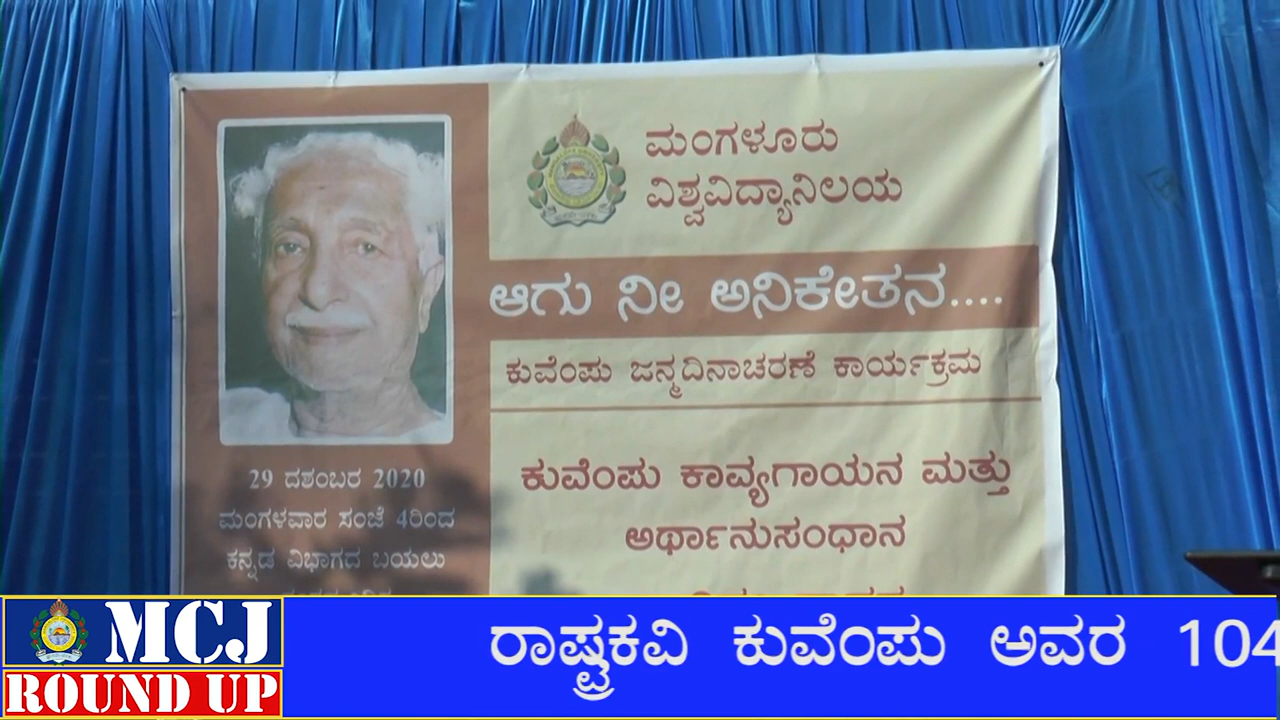 ಮಂಗಳೂರು
ವಿಶ್ವವಿದ್ಯಾನಿಲಯ
ಆಗು ನೀ ಅನಿಕೇತನ....
ಕುವೆಂಪು ಜನ್ಮದಿನಾಚರಣೆ ಕಾರ್ಯಕ್ರಮ
ಕುವೆಂಪು ಕಾವ್ಯಗಾಯನ ಮತ್ತು
ಅರ್ಥಾನುಸಂಧಾನ
29 ದಶಂಬರ 2020
ಮಂಗಳವಾರ ಸಂಜೆ 4ರಿಂದ
ಕನ್ನಡ ವಿಭಾಗದ ಬಯಲು
MCJ
ROUND UP
ರಾಷ್ಟ್ರಕವಿ ಕುವೆಂಪು ಅವರ 104